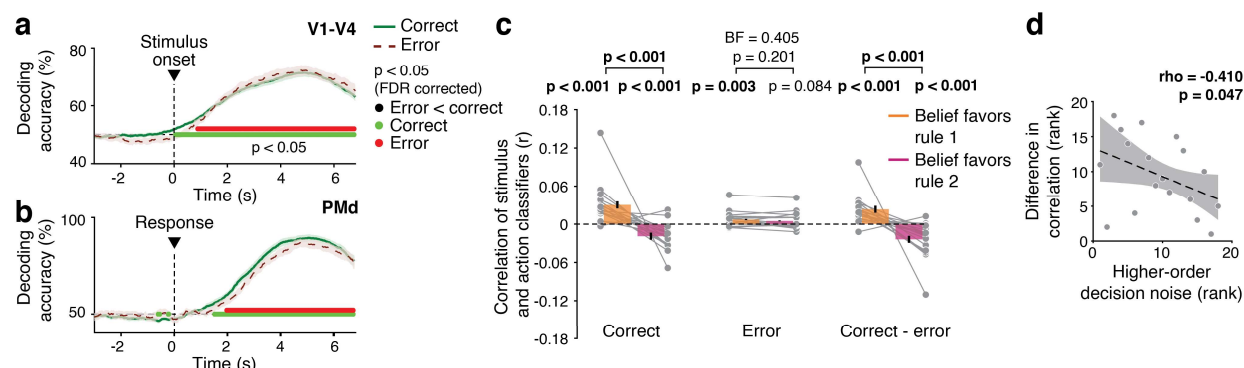 a
V1-V4
Stimulus
onset
Decoding
accuracy (%)
80
60
40
p < 0.05
-2 0 2 4 6
Time (s)
Correct
Error
p < 0.05
(FDR corrected)
Error < correct
Correct
Error
b
PMd
Response
Decoding
accuracy (%)
100
50
-2 0 2 4 6
Time (s)
c
BF = 0.405
p < 0.001 p = 0.201 p < 0.001
p < 0.001 p < 0.001 p = 0.003 p = 0.084 p < 0.001 p < 0.001
Correlation of stimulus
and action classifiers (r)
0.18
0.12
0.06
0
-0.06
-0.12
-0.18
Belief favors
rule 1
Belief favors
rule 2
Correct Error Correct - error
d
rho = -0.410
p = 0.047
Difference in
correlation (rank)
20
15
10
5
0
0 10 20
Higher-order
decision noise (rank)